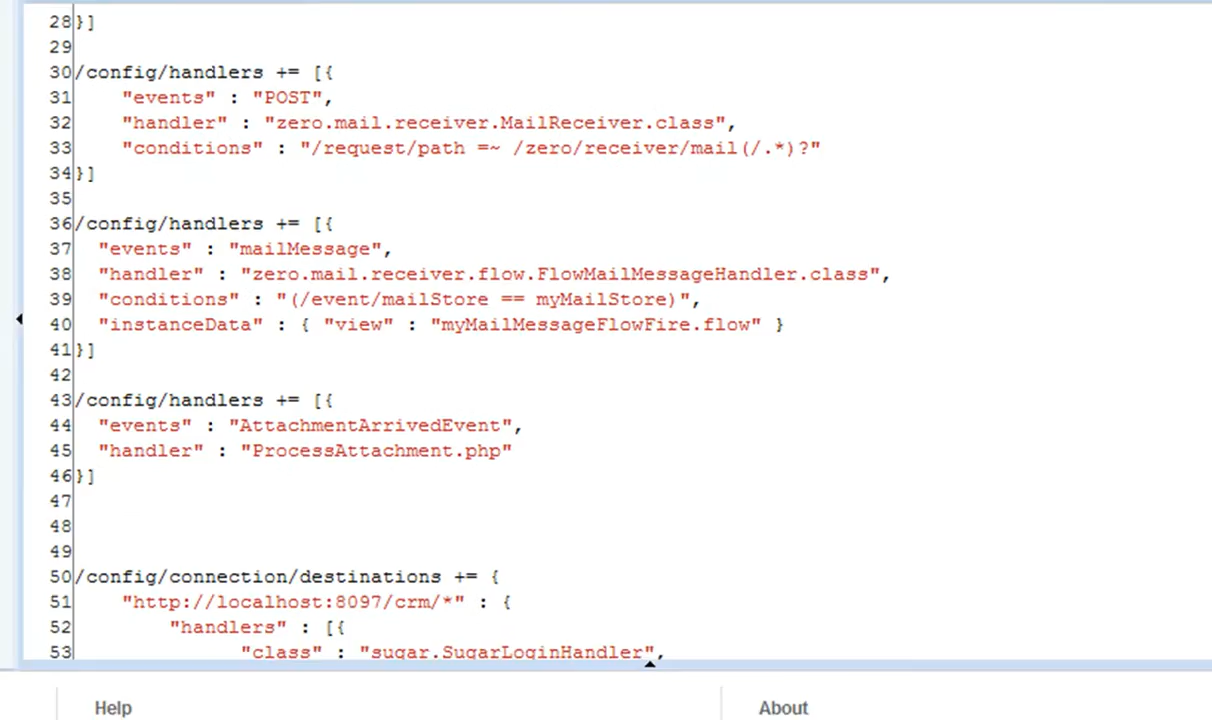 28}]
29
30/config/handlers += [{
31    "events" : "POST",
32    "handler" : "zero.mail.receiver.MailReceiver.class",
33    "conditions" : "/request/path =~ /zero/receiver/mail(/.*)?"
34}]
35
36/config/handlers += [{
37  "events" : "mailMessage",
38  "handler" : "zero.mail.receiver.flow.FlowMailMessageHandler.class",
39  "conditions" : "(/event/mailStore == myMailStore)",
40  "instanceData" : { "view" : "myMailMessageFlowFire.flow" }
41}]
42
43/config/handlers += [{
44  "events" : "AttachmentArrivedEvent",
45  "handler" : "ProcessAttachment.php"
46}]
47
48
49
50/config/connection/destinations += {
51    "http://localhost:8097/crm/*" : {
52        "handlers" : [{
53              "class" : "sugar.SugarLoginHandler",
Help
About